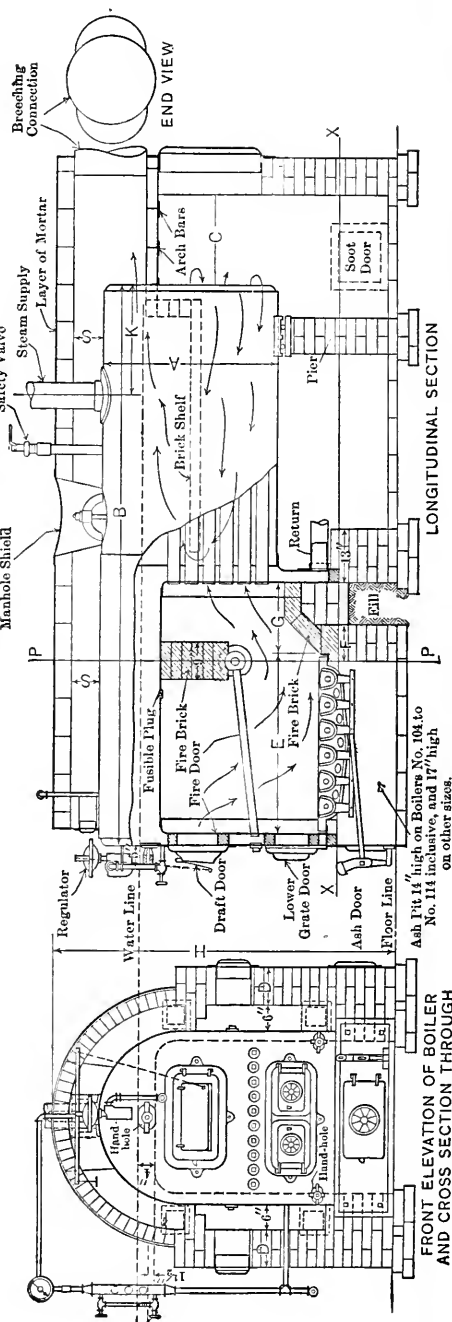 Breeching
Connection
END VIEW
Safety Valve
Steam Supply
Layer of Mortar
Manhole Shield
S
S
K
B
A
C
Arch Bars
Brick Shelf
Fusible Plug
Fire Brick
Fire Door
Fire Brick
E
G
F
P
P
X
X
Return
13"
Fill
Pier
Soot
Door
LONGITUDINAL SECTION
Regulator
Water Line
Draft Door
Lower
Grate Door
Ash Door
Floor Line
Ash Pit 14" high on Boilers No. 104 to
No. 114 inclusive, and 17" high
on other sizes.
H
Hand-
hole
Hand-hole
6"
6"
D
D
FRONT ELEVATION OF BOILER
AND CROSS SECTION THROUGH